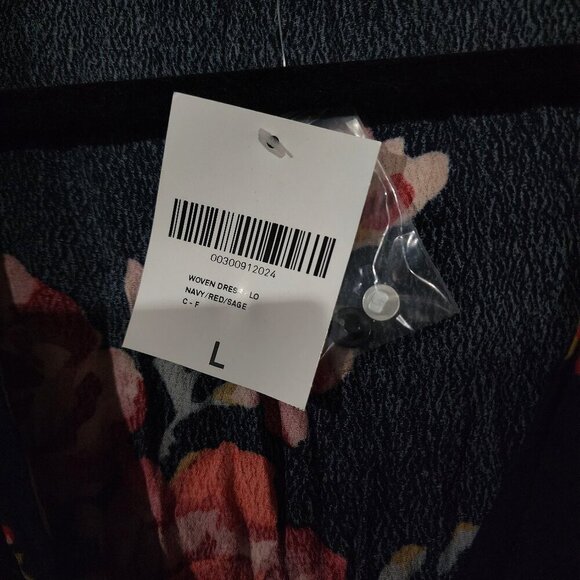 00300912024
WOVEN DRESS LO
NAVY/RED/SAGE
C - F
L